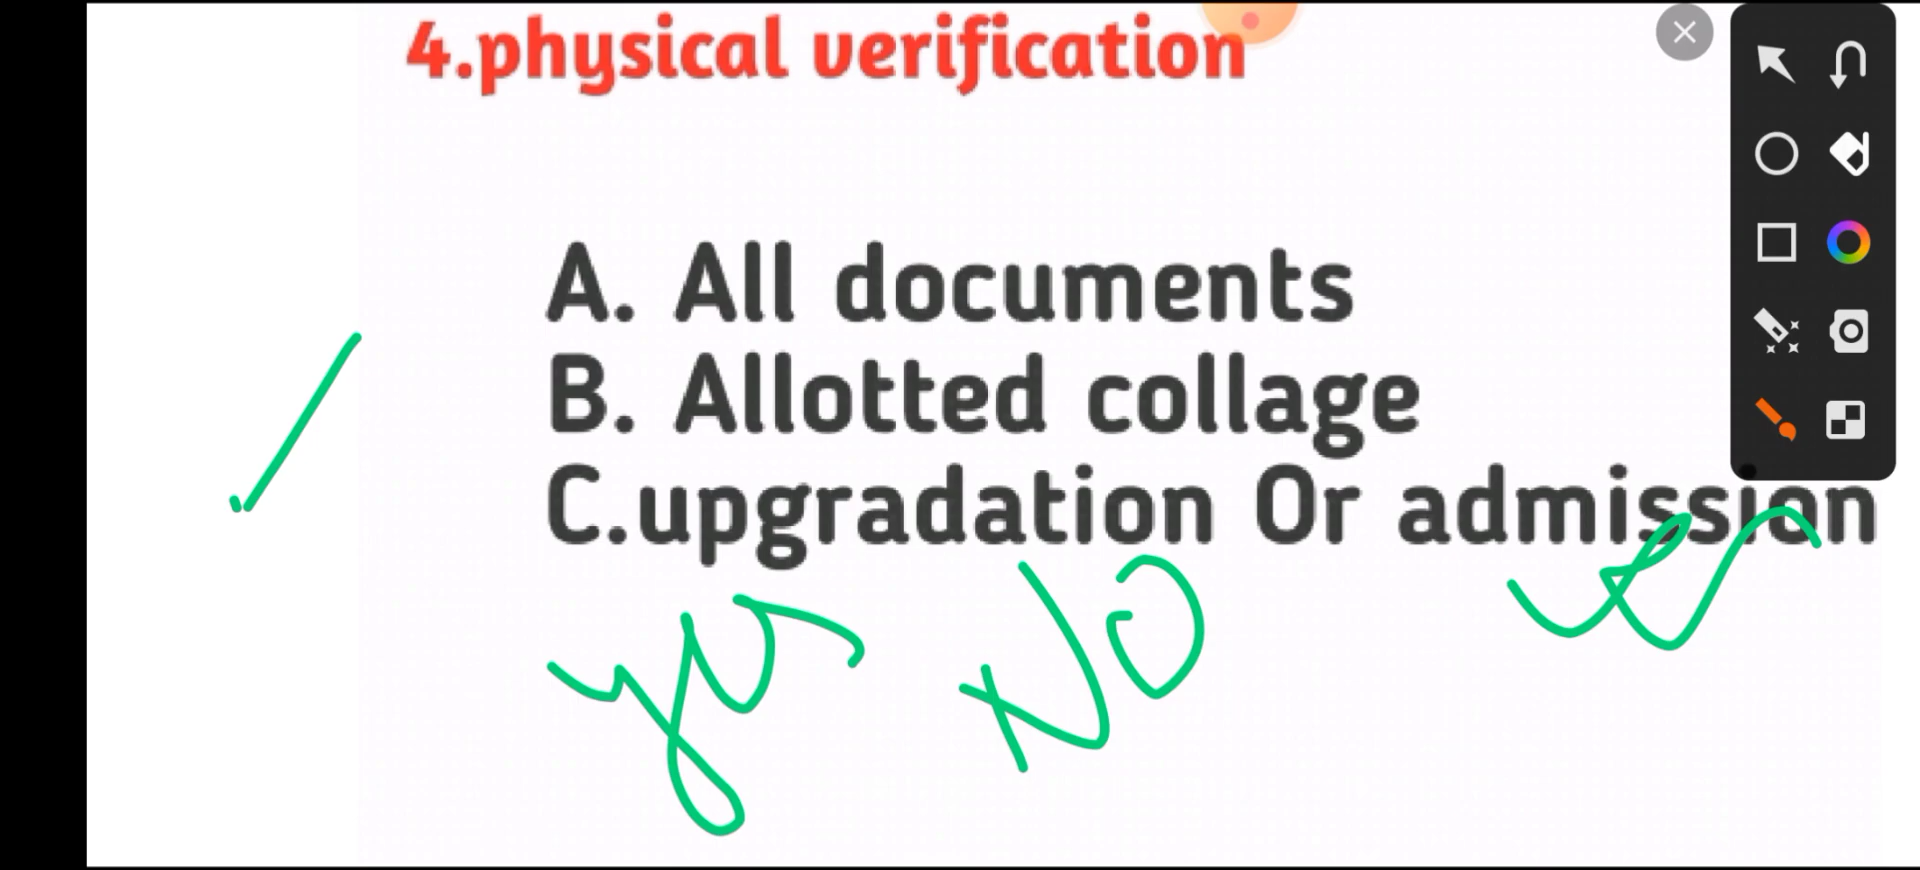 4.physical verification
A. All documents
B. Allotted collage
C.upgradation Or admission
yes NO